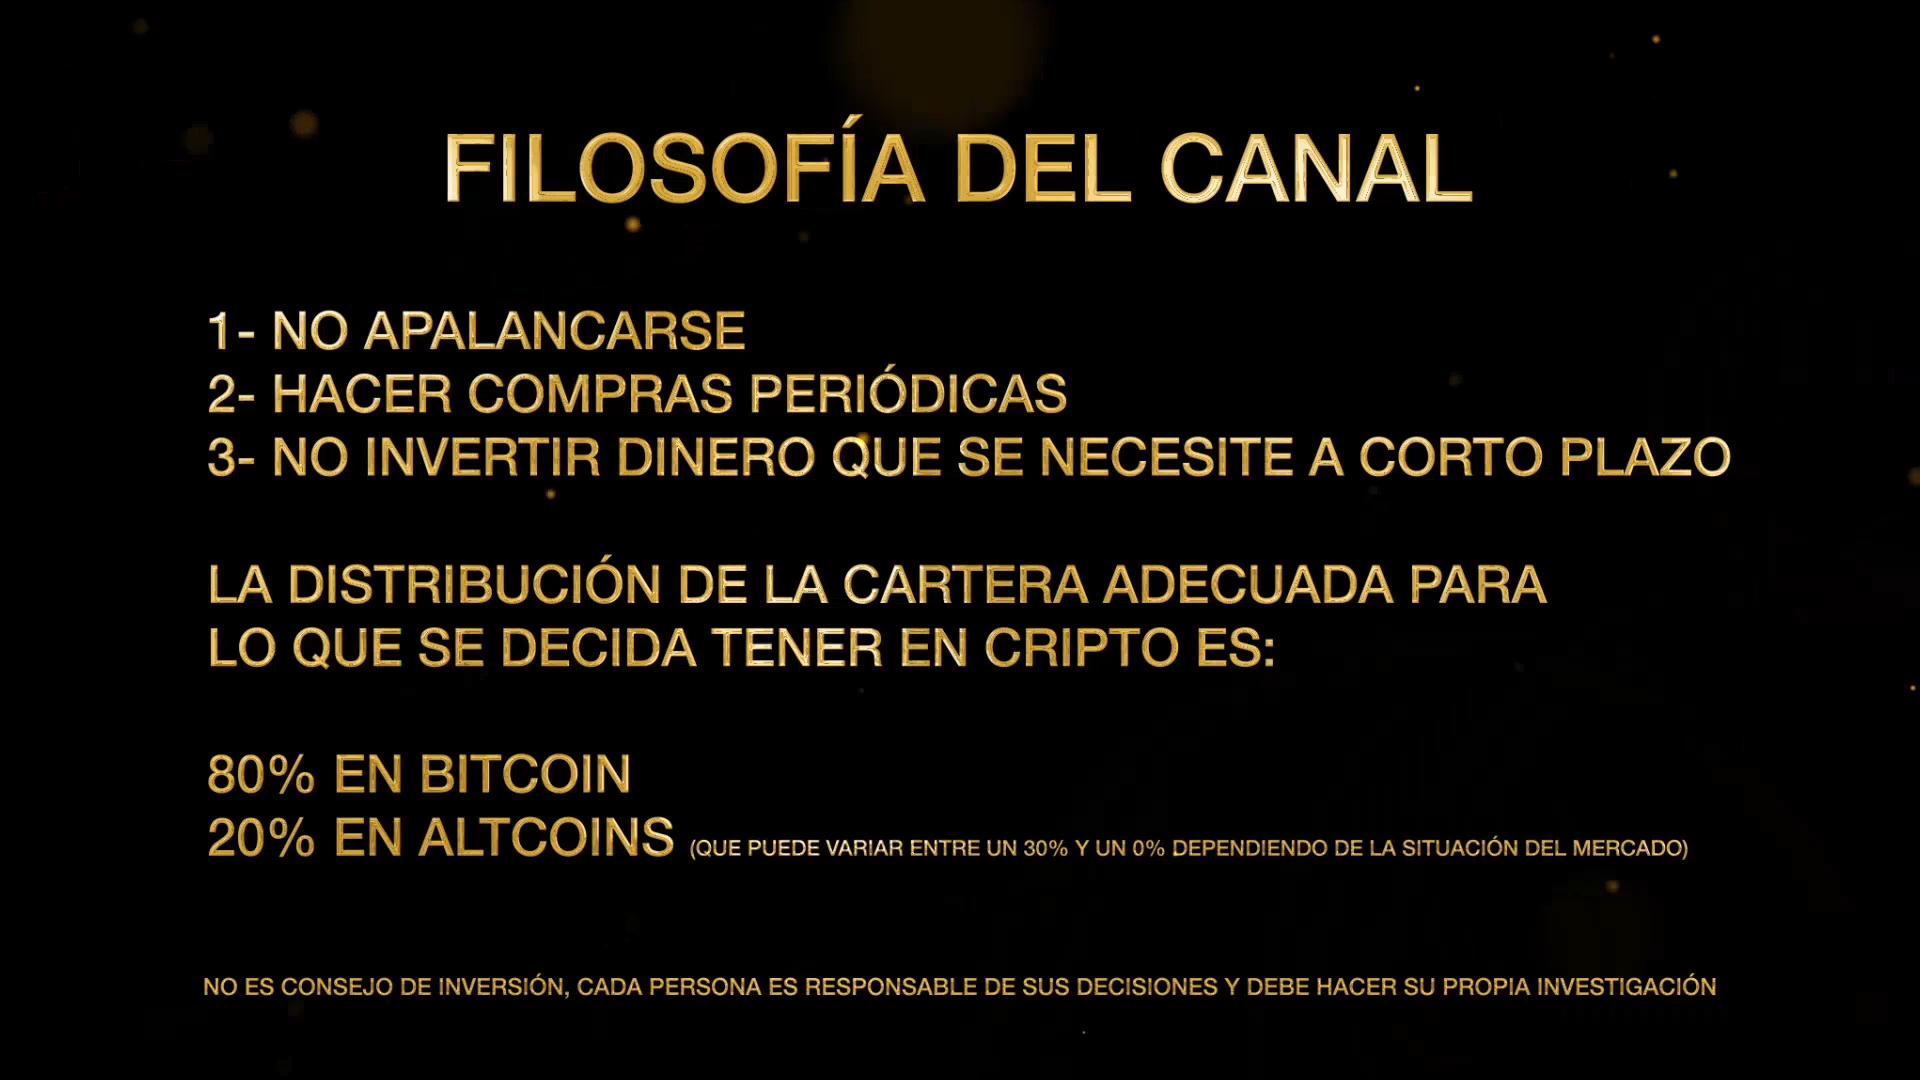 FILOSOFÍA DEL CANAL
1- NO APALANCARSE
2- HACER COMPRAS PERIÓDICAS
3- NO INVERTIR DINERO QUE SE NECESITE A CORTO PLAZO
LA DISTRIBUCIÓN DE LA CARTERA ADECUADA PARA
LO QUE SE DECIDA TENER EN CRIPTO ES:
80% EN BITCOIN
20% EN ALTCOINS (QUE PUEDE VARIAR ENTRE UN 30% Y UN 0% DEPENDIENDO DE LA SITUACIÓN DEL MERCADO)
NO ES CONSEJO DE INVERSIÓN, CADA PERSONA ES RESPONSABLE DE SUS DECISIONES Y DEBE HACER SU PROPIA INVESTIGACIÓN